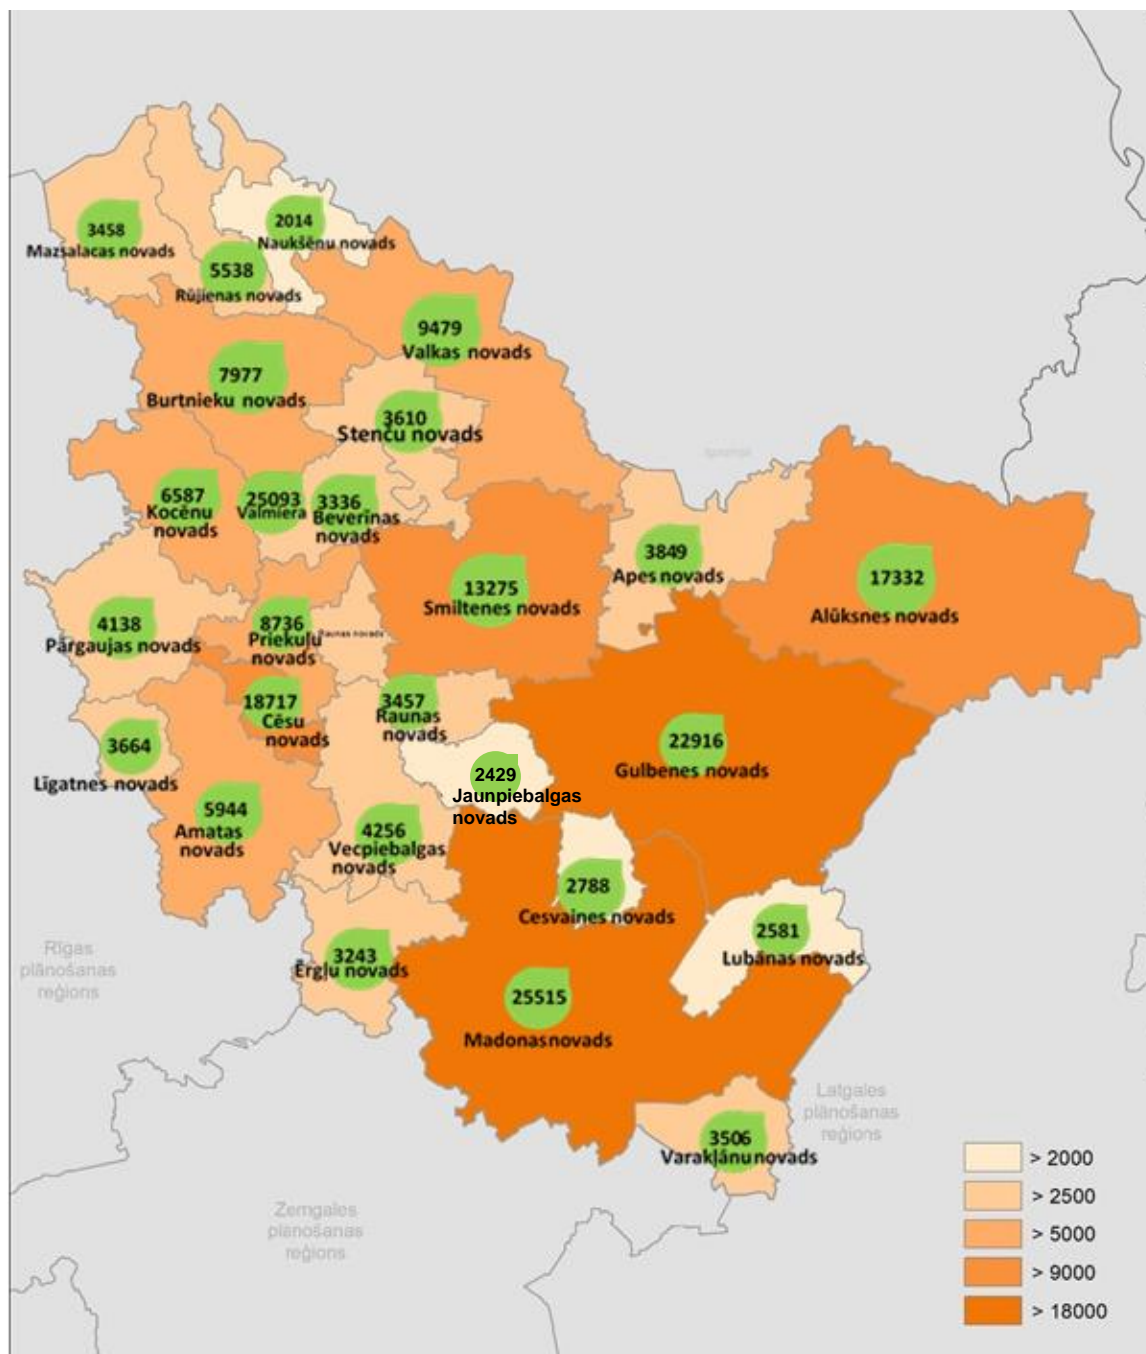 2014
Naukšēnu novads
3458
Mazsalacas novads
5538
Rūjienas novads
9479
Valkas novads
7977
Burtnieku novads
3610
Stenču novads
6587
Kocēnu
novads
25093
Valmiera
3336
Beverīnas
novads
3849
Apes novads
17332
Alūksnes novads
13275
Smiltenes novads
4138
Pārgaujas novads
8736
Priekuļu
novads
Raunas novads
18717
Cēsu
novads
3457
Raunas
novads
3664
Līgatnes novads
22916
Gulbenes novads
2429
Jaunpiebalgas
novads
5944
Amatas
novads
4256
Vecpiebalgas
novads
2788
Cesvaines novads
2581
Lubānas novads
3243
Ērgļu novads
25515
Madonas novads
3506
Varakļānu novads
Rīgas
plānošanas
reģions
Latgales
plānošanas
reģions
Zemgales
plānošanas
reģions
> 2000
> 2500
> 5000
> 9000
> 18000